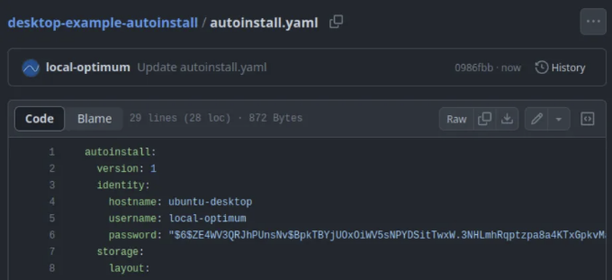 desktop-example-autoinstall / autoinstall.yaml
local-optimum Update autoinstall.yaml 0986fbb · now History
Code Blame 29 lines (28 loc) · 872 Bytes Raw
1 autoinstall:
2 version: 1
3 identity:
4 hostname: ubuntu-desktop
5 username: local-optimum
6 password: "$6$ZE4WV3QRJhPUnsNv$BpkTBYjUOxOiWV5sNPYDSitTwxW.3NHLmhRqptzpa8a4KTxGpkvM
7 storage:
8 layout: